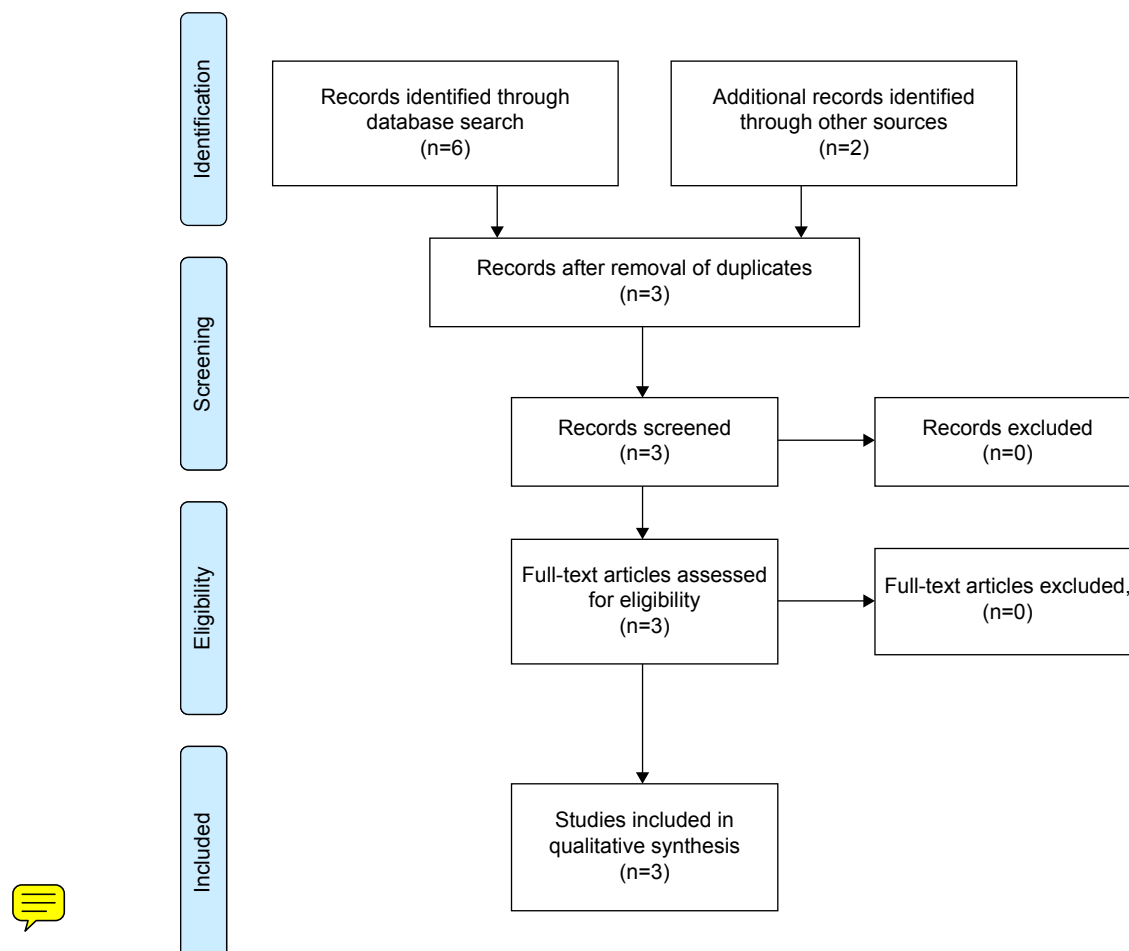 Identification
Records identified through
database search
(n=6)
Additional records identified
through other sources
(n=2)
Screening
Records after removal of duplicates
(n=3)
Records screened
(n=3)
Records excluded
(n=0)
Eligibility
Full-text articles assessed
for eligibility
(n=3)
Full-text articles excluded,
(n=0)
Included
Studies included in
qualitative synthesis
(n=3)